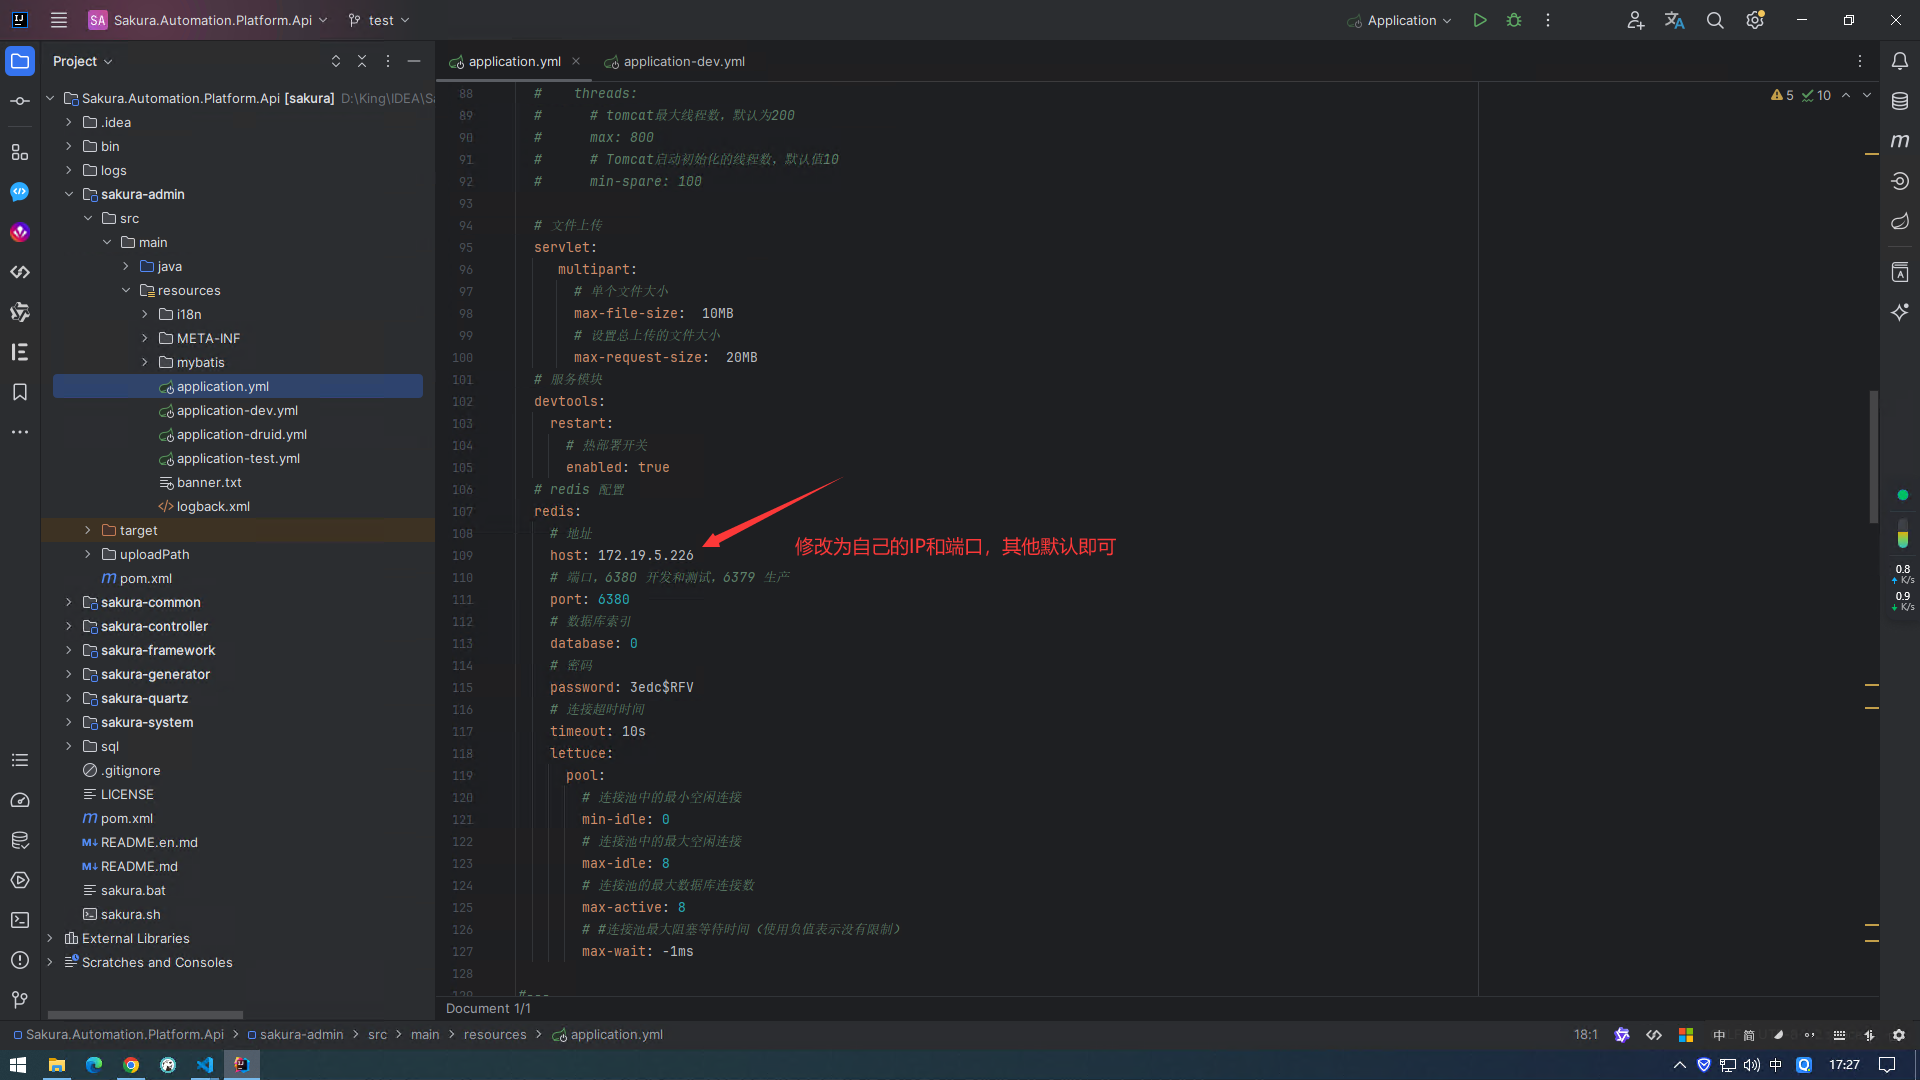 SA Sakura.Automation.Platform.Api test Application
Project
application.yml
application-dev.yml
Sakura.Automation.Platform.Api [sakura] D:\King\IDEA\Sa
.idea
bin
logs
sakura-admin
src
main
java
resources
i18n
META-INF
mybatis
application.yml
application-dev.yml
application-druid.yml
application-test.yml
banner.txt
logback.xml
target
uploadPath
pom.xml
sakura-common
sakura-controller
sakura-framework
sakura-generator
sakura-quartz
sakura-system
sql
.gitignore
LICENSE
pom.xml
README.en.md
README.md
sakura.bat
sakura.sh
External Libraries
Scratches and Consoles
5 10
88 # threads:
89 # # tomcat最大线程数，默认为200
90 # max: 800
91 # # Tomcat启动初始化的线程数，默认值10
92 # min-spare: 100
93
94 # 文件上传
95 servlet:
96 multipart:
97 # 单个文件大小
98 max-file-size: 10MB
99 # 设置总上传的文件大小
100 max-request-size: 20MB
101 # 服务模块
102 devtools:
103 restart:
104 # 热部署开关
105 enabled: true
106 # redis 配置
107 redis:
108 # 地址
109 host: 172.19.5.226
修改为自己的IP和端口，其他默认即可
110 # 端口，6380 开发和测试，6379 生产
111 port: 6380
112 # 数据库索引
113 database: 0
114 # 密码
115 password: 3edc$RFV
116 # 连接超时时间
117 timeout: 10s
118 lettuce:
119 pool:
120 # 连接池中的最小空闲连接
121 min-idle: 0
122 # 连接池中的最大空闲连接
123 max-idle: 8
124 # 连接池的最大数据库连接数
125 max-active: 8
126 # #连接池最大阻塞等待时间（使用负值表示没有限制）
127 max-wait: -1ms
128
129 #---
Document 1/1
0.8
K/s
0.9
K/s
Sakura.Automation.Platform.Api > sakura-admin > src > main > resources > application.yml
18:1
中 简
中 17:27